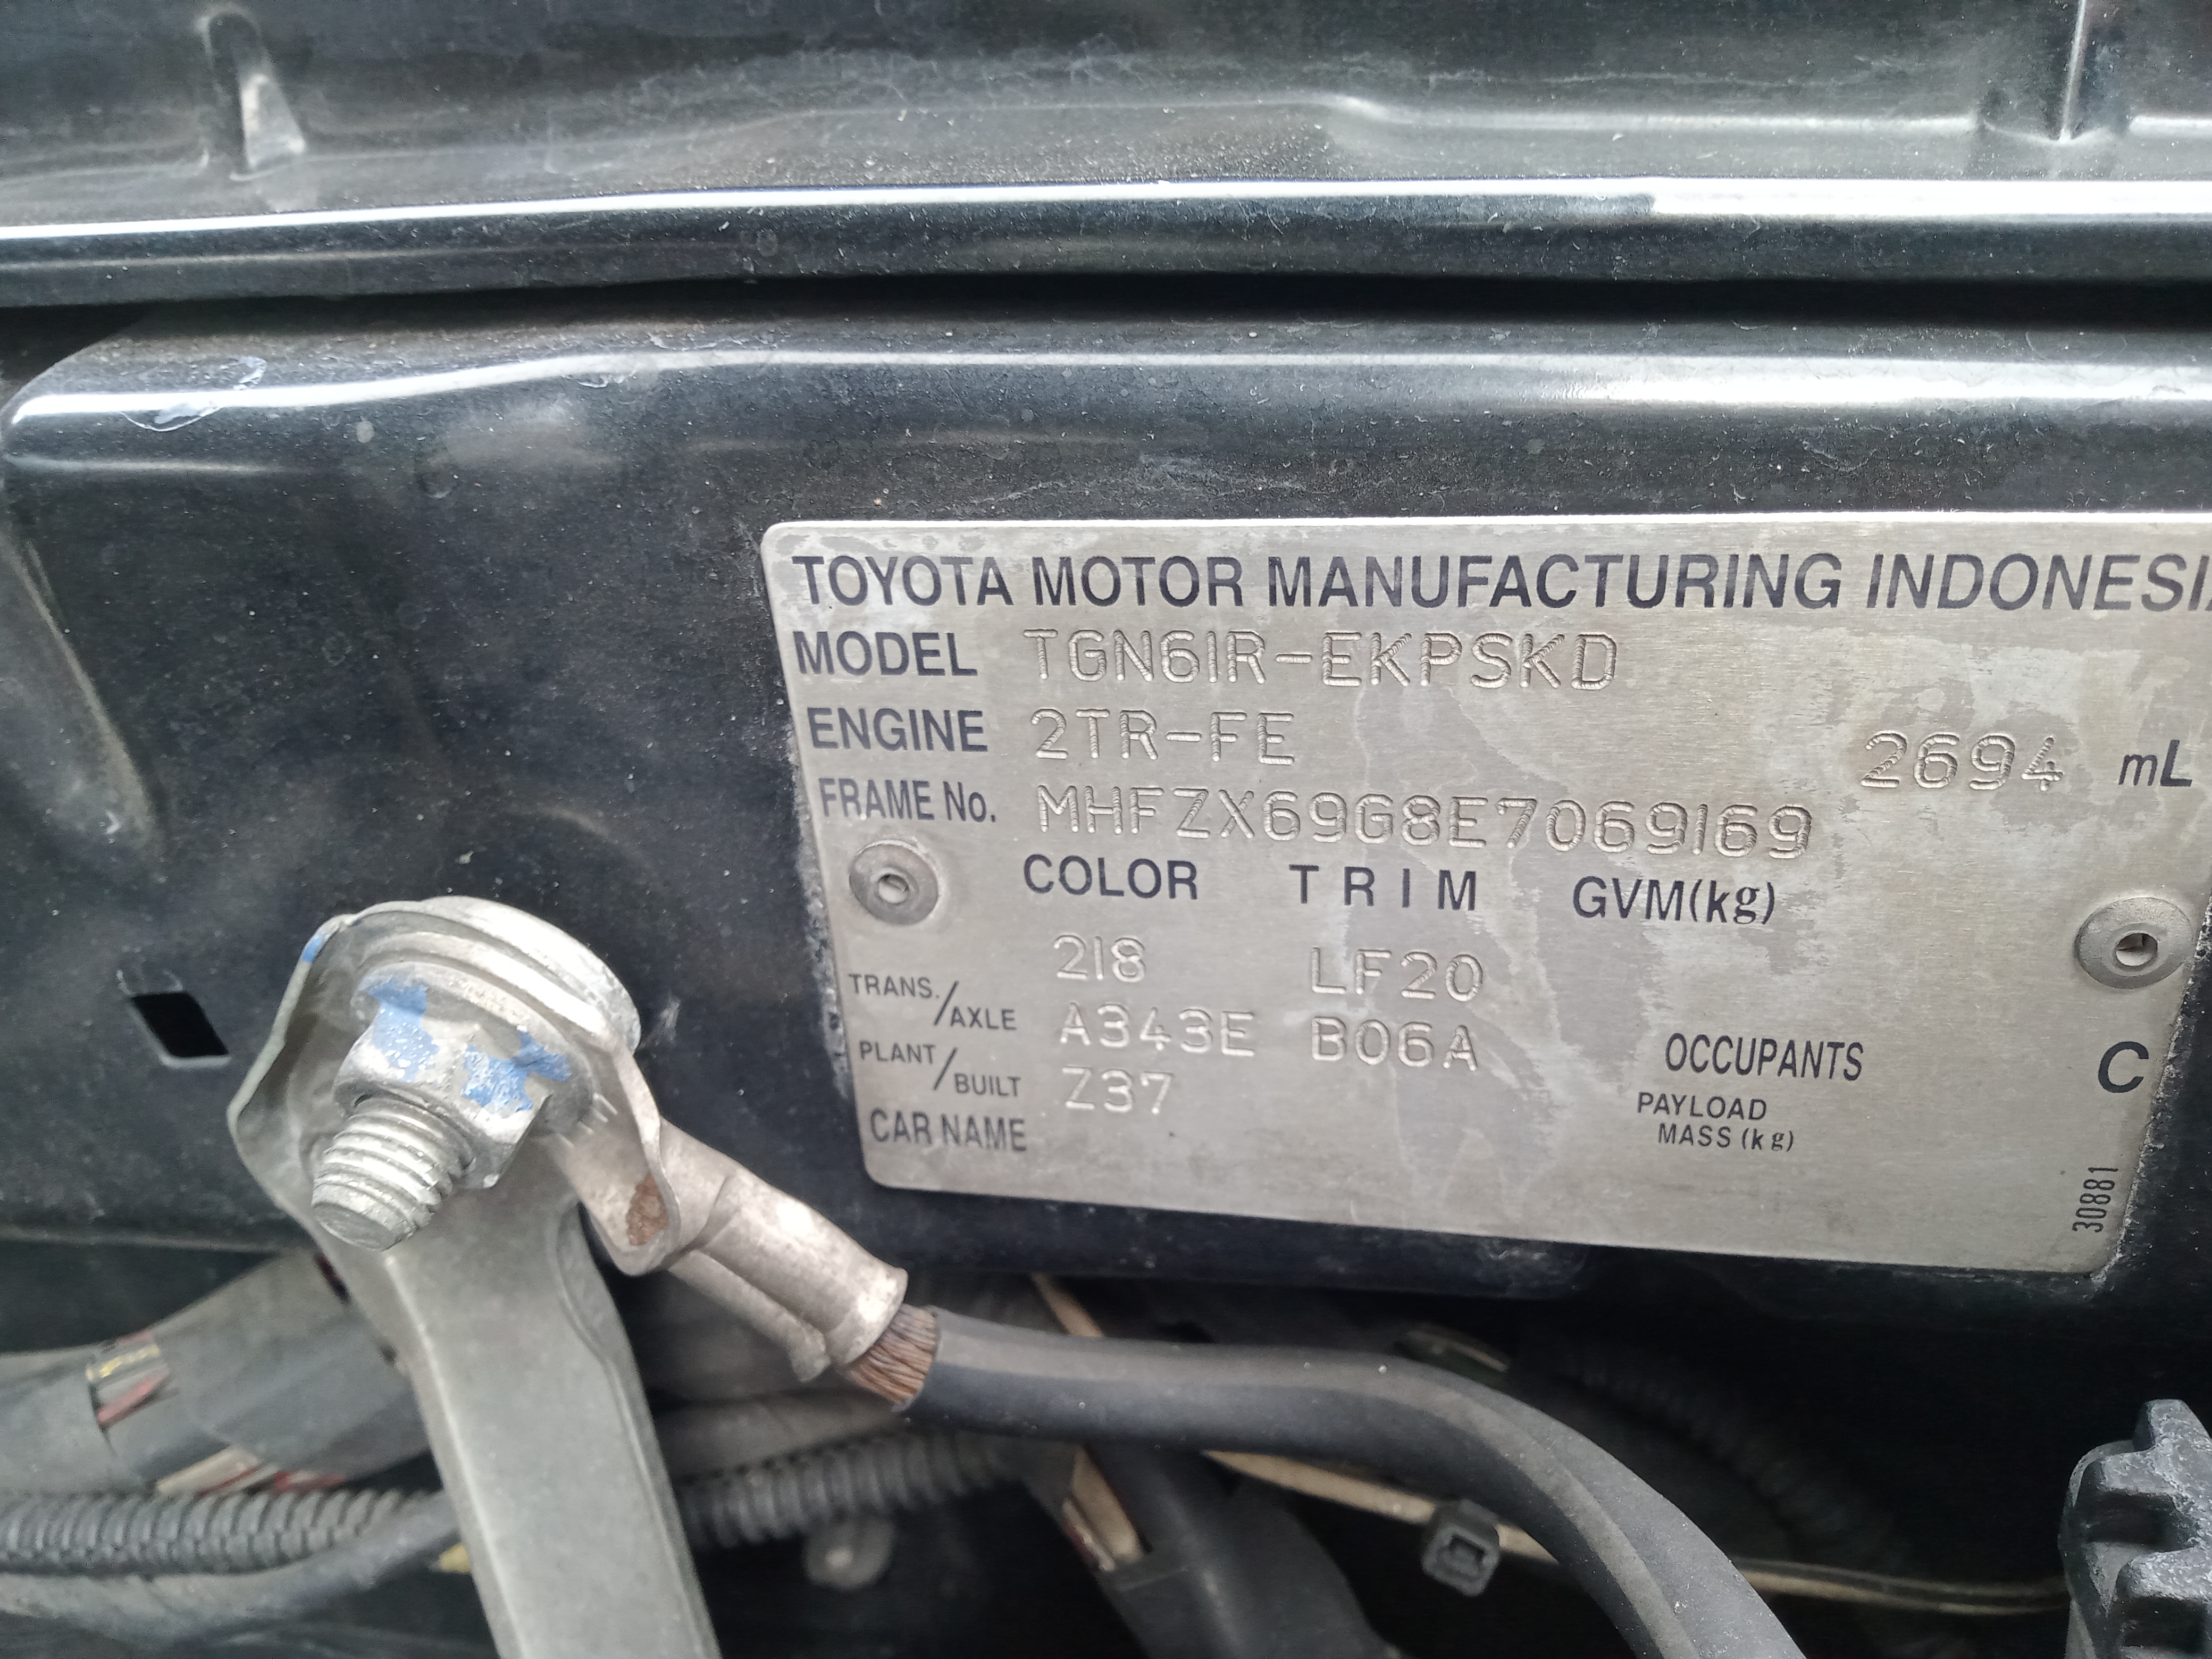 TOYOTA MOTOR MANUFACTURING INDONESI
MODEL TGN61R-EKPSKD
ENGINE 2TR-FE 2694 mL
FRAME No. MHFZX69G8E7069169
COLOR TRIM GVM(kg)
218 LF20
TRANS./AXLE A343E B06A
PLANT/BUILT Z37
OCCUPANTS C
CAR NAME
PAYLOAD
MASS (kg)
30881